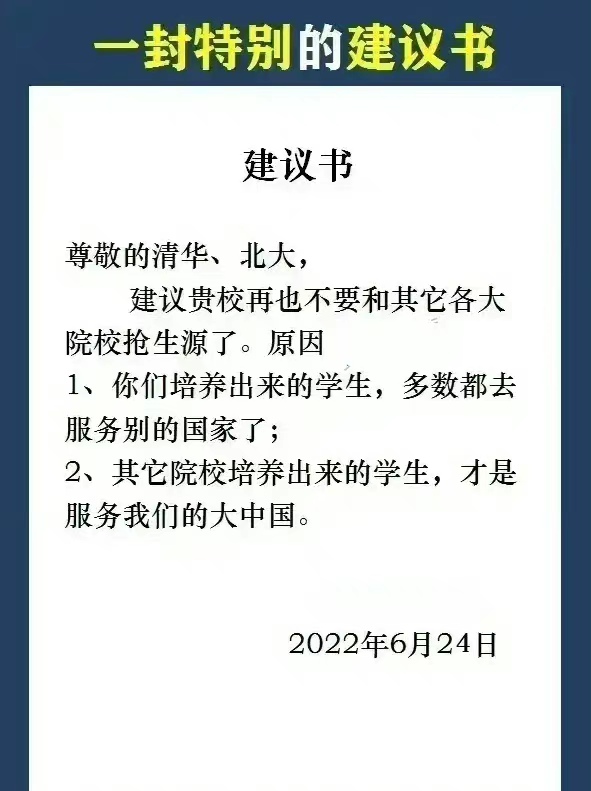 一封特别的建议书
建议书
尊敬的清华、北大，
建议贵校再也不要和其它各大
院校抢生源了。原因
1、你们培养出来的学生，多数都去
服务别的国家了；
2、其它院校培养出来的学生，才是
服务我们的大中国。
2022年6月24日